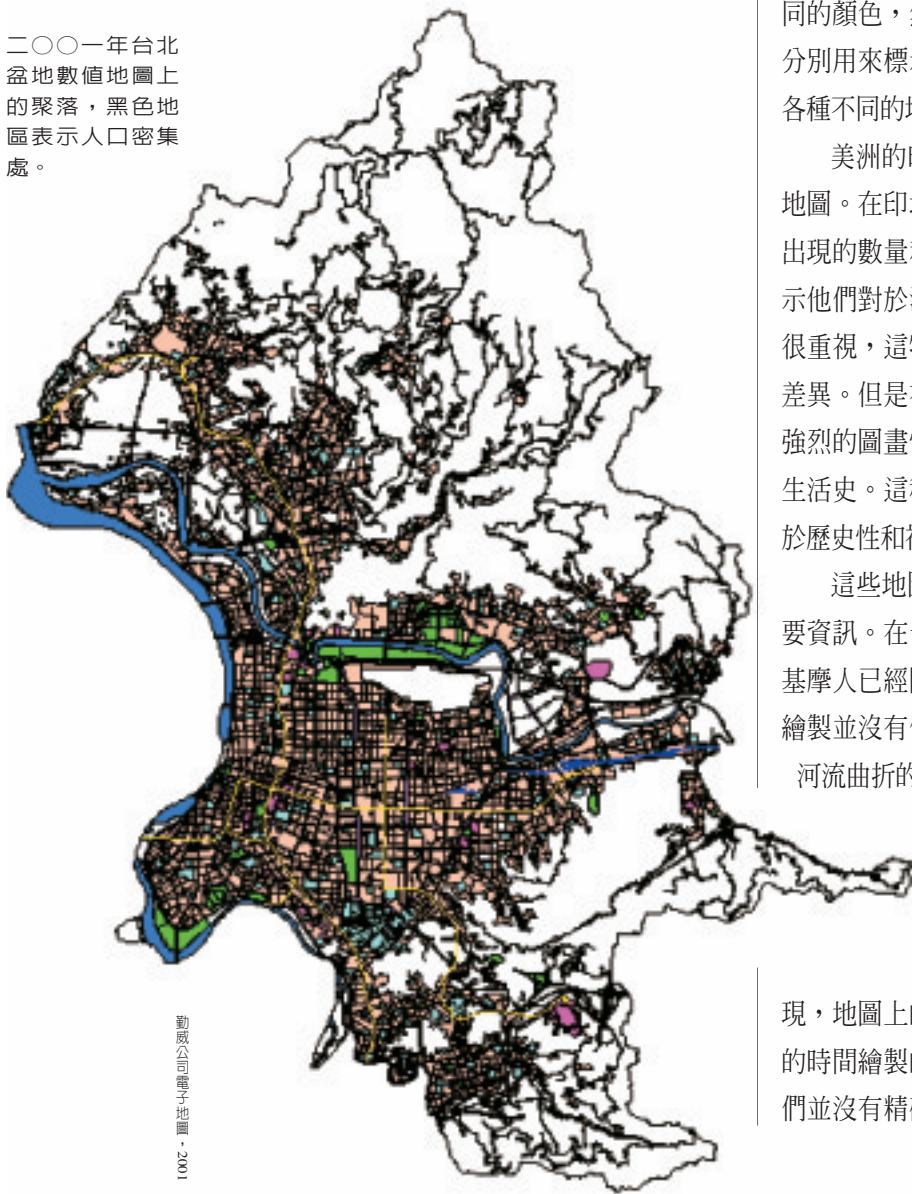 二○○一年台北
盆地數值地圖上
的聚落，黑色地
區表示人口密集
處。
同的顏色，
分別用來標
各種不同的
美洲的
地圖。在印
出現的數量
示他們對於
很重視，這
差異。但是
強烈的圖畫
生活史。這
於歷史性和
這些地
要資訊。在
基摩人已經
繪製並沒有
河流曲折的
現，地圖上
的時間繪製
們並沒有精
勤威公司電子地圖，2001